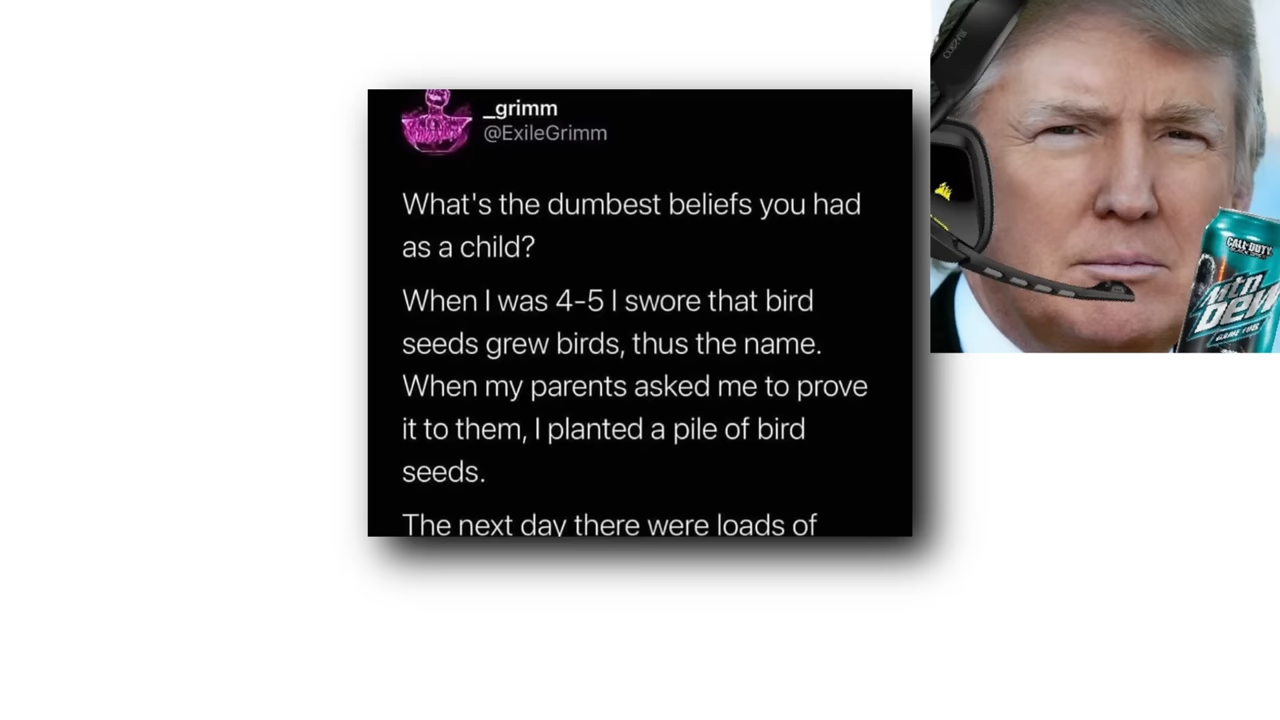 _grimm
@ExileGrimm
What's the dumbest beliefs you had
as a child?
When I was 4-5 I swore that bird
seeds grew birds, thus the name.
When my parents asked me to prove
it to them, I planted a pile of bird
seeds.
The next day there were loads of
CALL OF DUTY
Mtn
DEW
GAME FUEL